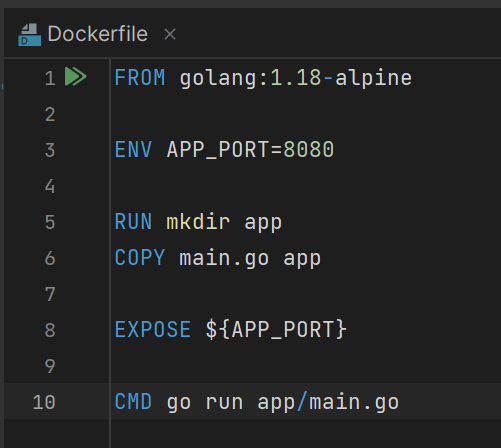 Dockerfile ×
1 FROM golang:1.18-alpine
2
3 ENV APP_PORT=8080
4
5 RUN mkdir app
6 COPY main.go app
7
8 EXPOSE ${APP_PORT}
9
10 CMD go run app/main.go